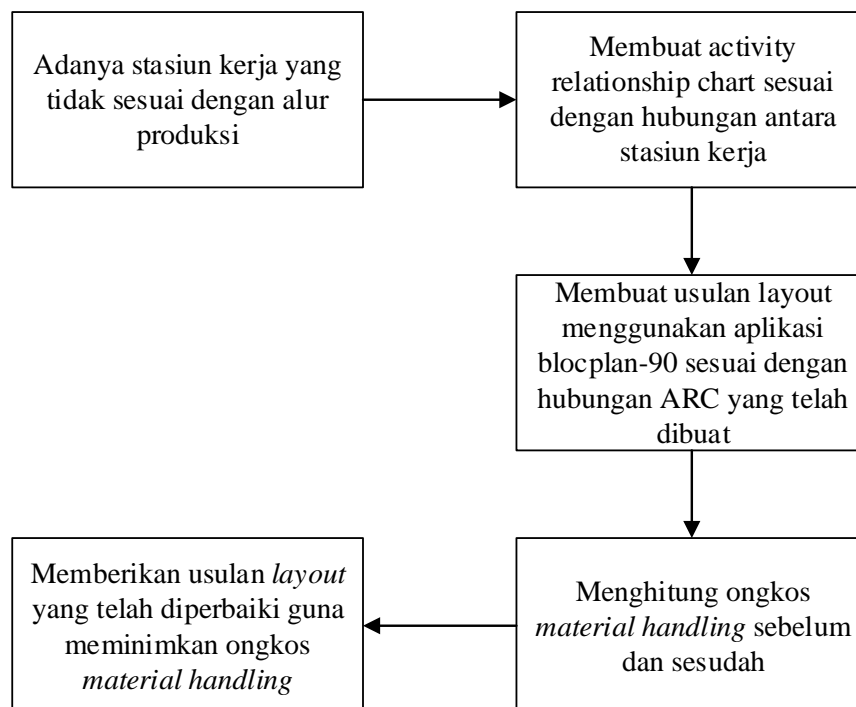 Adanya stasiun kerja yang
tidak sesuai dengan alur
produksi
Membuat activity
relationship chart sesuai
dengan hubungan antara
stasiun kerja
Membuat usulan layout
menggunakan aplikasi
blocplan-90 sesuai dengan
hubungan ARC yang telah
dibuat
Menghitung ongkos
material handling sebelum
dan sesudah
Memberikan usulan layout
yang telah diperbaiki guna
meminimkan ongkos
material handling